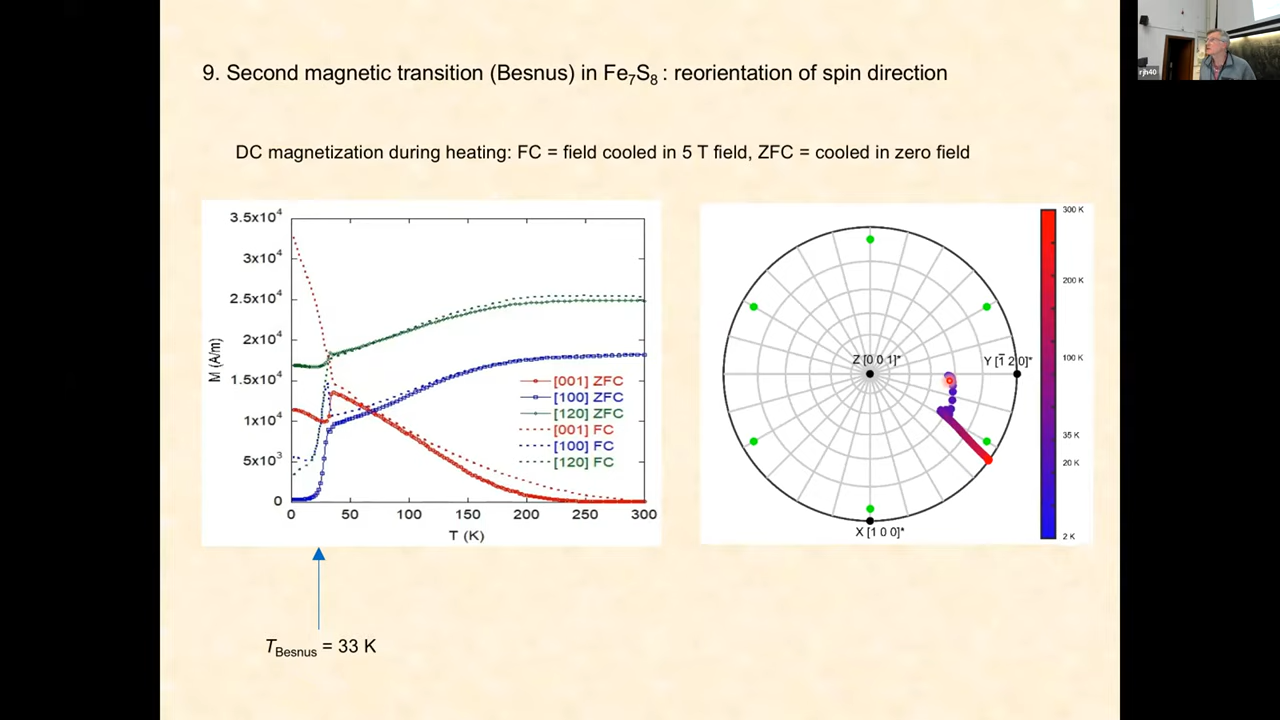 9. Second magnetic transition (Besnus) in Fe7S8 : reorientation of spin direction
rjh40
DC magnetization during heating: FC = field cooled in 5 T field, ZFC = cooled in zero field
3.5x10^4
3x10^4
2.5x10^4
2x10^4
1.5x10^4
1x10^4
5x10^3
0
M (A/m)
[001] ZFC
[100] ZFC
[120] ZFC
[001] FC
[100] FC
[120] FC
0 50 100 150 200 250 300
T (K)
Z [0 0 1]*
Y [1̅ 2 0]*
X [1 0 0]*
300 K
200 K
100 K
35 K
20 K
2 K
TBesnus = 33 K